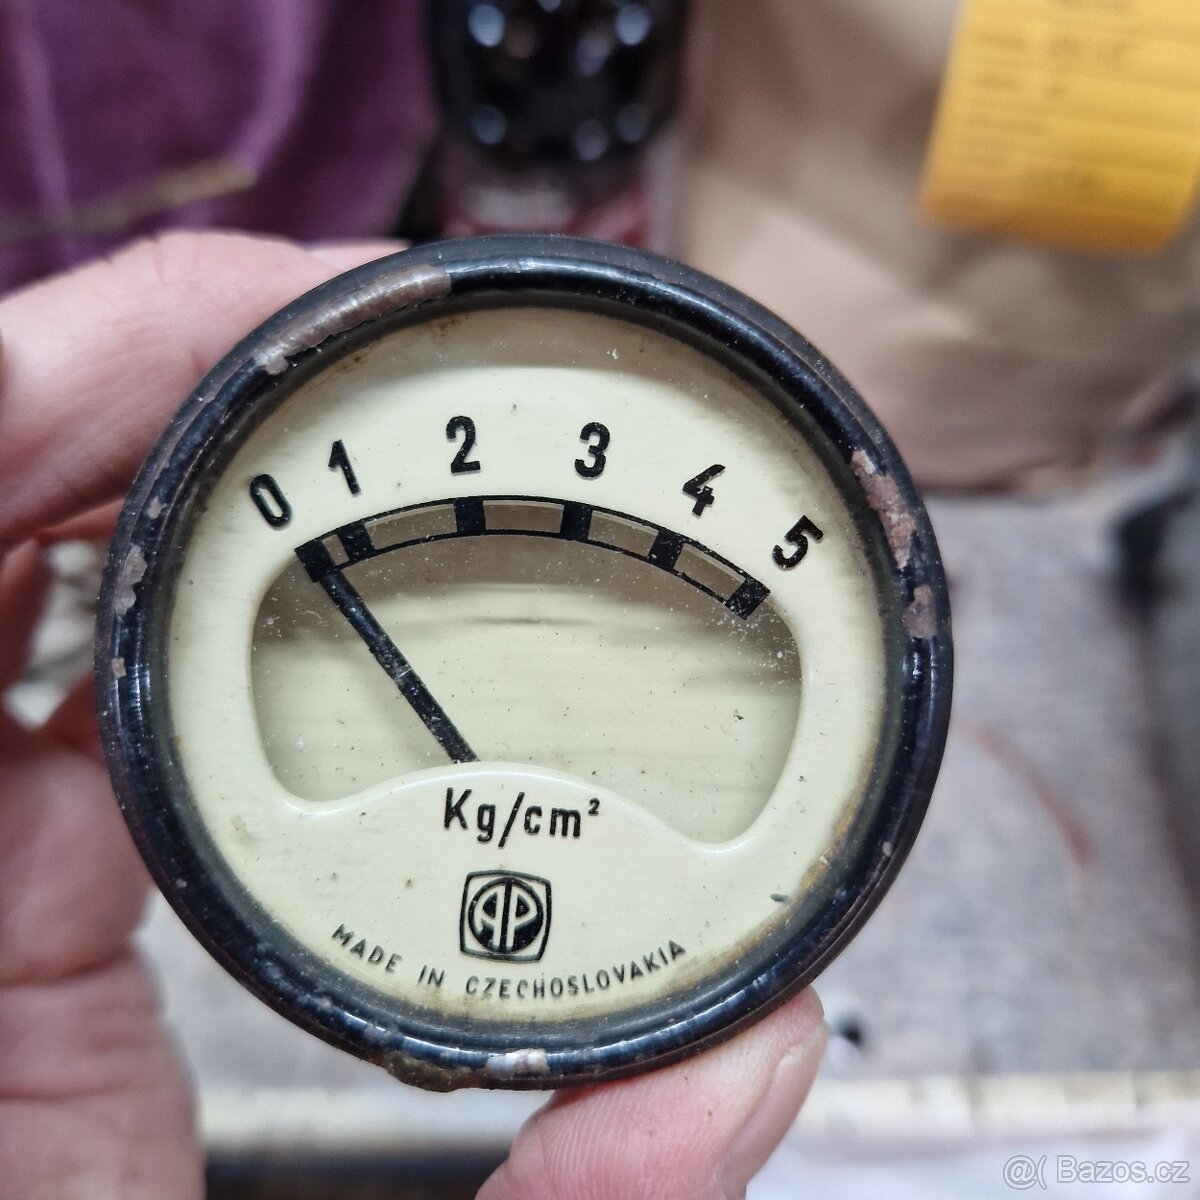 0 1 2 3 4 5
Kg/cm²
AP
MADE IN CZECHOSLOVAKIA
@( Bazos.cz